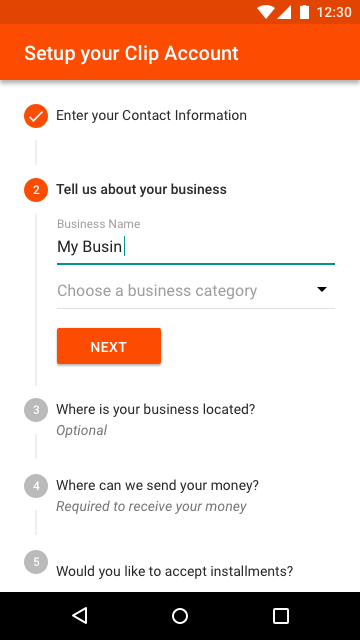 12:30
Setup your Clip Account
Enter your Contact Information
2 Tell us about your business
Business Name
My Busin
Choose a business category
NEXT
3 Where is your business located?
Optional
4 Where can we send your money?
Required to receive your money
5 Would you like to accept installments?